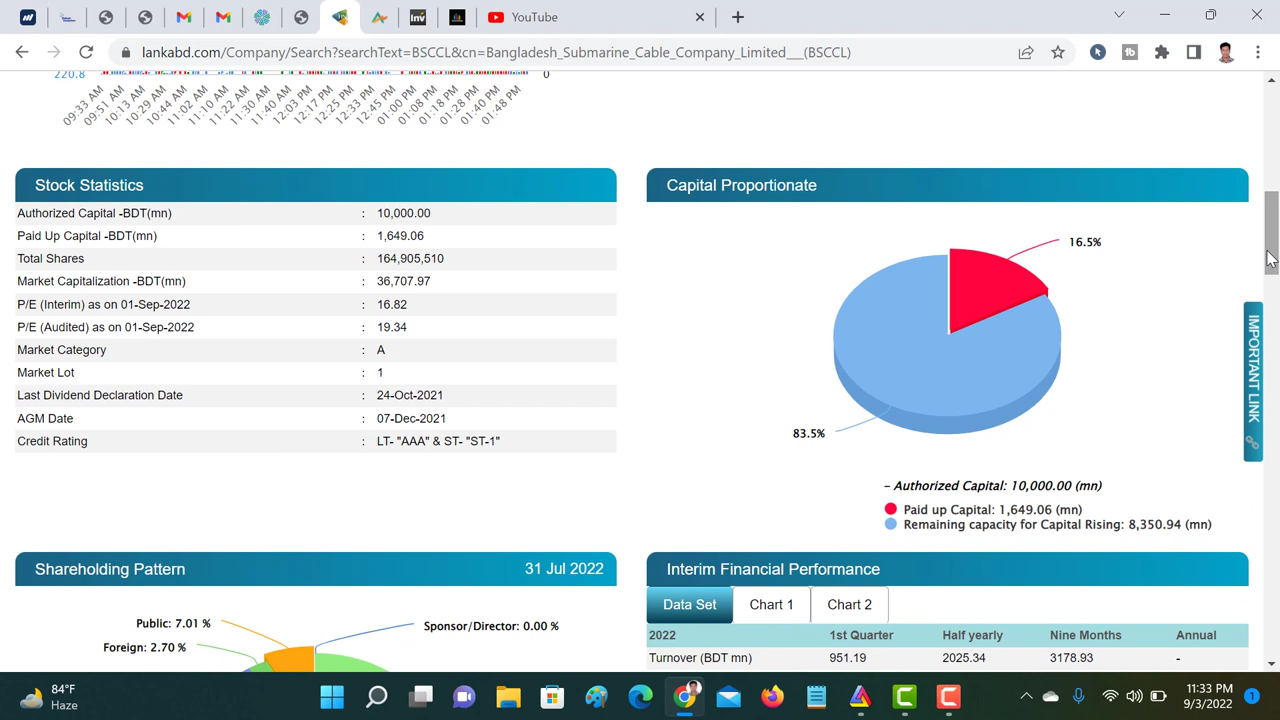 Inv
YouTube
lankabd.com/Company/Search?searchText=BSCCL&cn=Bangladesh_Submarine_Cable_Company_Limited___(BSCCL)
220.8
0
09:33 AM
09:51 AM
10:13 AM
10:29 AM
10:44 AM
11:02 AM
11:10 AM
11:22 AM
11:30 AM
11:40 AM
12:03 PM
12:17 PM
12:25 PM
12:33 PM
12:45 PM
01:00 PM
01:08 PM
01:18 PM
01:28 PM
01:40 PM
01:48 PM
Stock Statistics
Authorized Capital -BDT(mn) : 10,000.00
Paid Up Capital -BDT(mn) : 1,649.06
Total Shares : 164,905,510
Market Capitalization -BDT(mn) : 36,707.97
P/E (Interim) as on 01-Sep-2022 : 16.82
P/E (Audited) as on 01-Sep-2022 : 19.34
Market Category : A
Market Lot : 1
Last Dividend Declaration Date : 24-Oct-2021
AGM Date : 07-Dec-2021
Credit Rating : LT- "AAA" & ST- "ST-1"
Capital Proportionate
16.5%
83.5%
– Authorized Capital: 10,000.00 (mn)
Paid up Capital: 1,649.06 (mn)
Remaining capacity for Capital Rising: 8,350.94 (mn)
IMPORTANT LINK
Shareholding Pattern 31 Jul 2022
Public: 7.01 %
Sponsor/Director: 0.00 %
Foreign: 2.70 %
Interim Financial Performance
Data Set Chart 1 Chart 2
2022 1st Quarter Half yearly Nine Months Annual
Turnover (BDT mn) 951.19 2025.34 3178.93 -
84°F
Haze
11:33 PM
9/3/2022
1